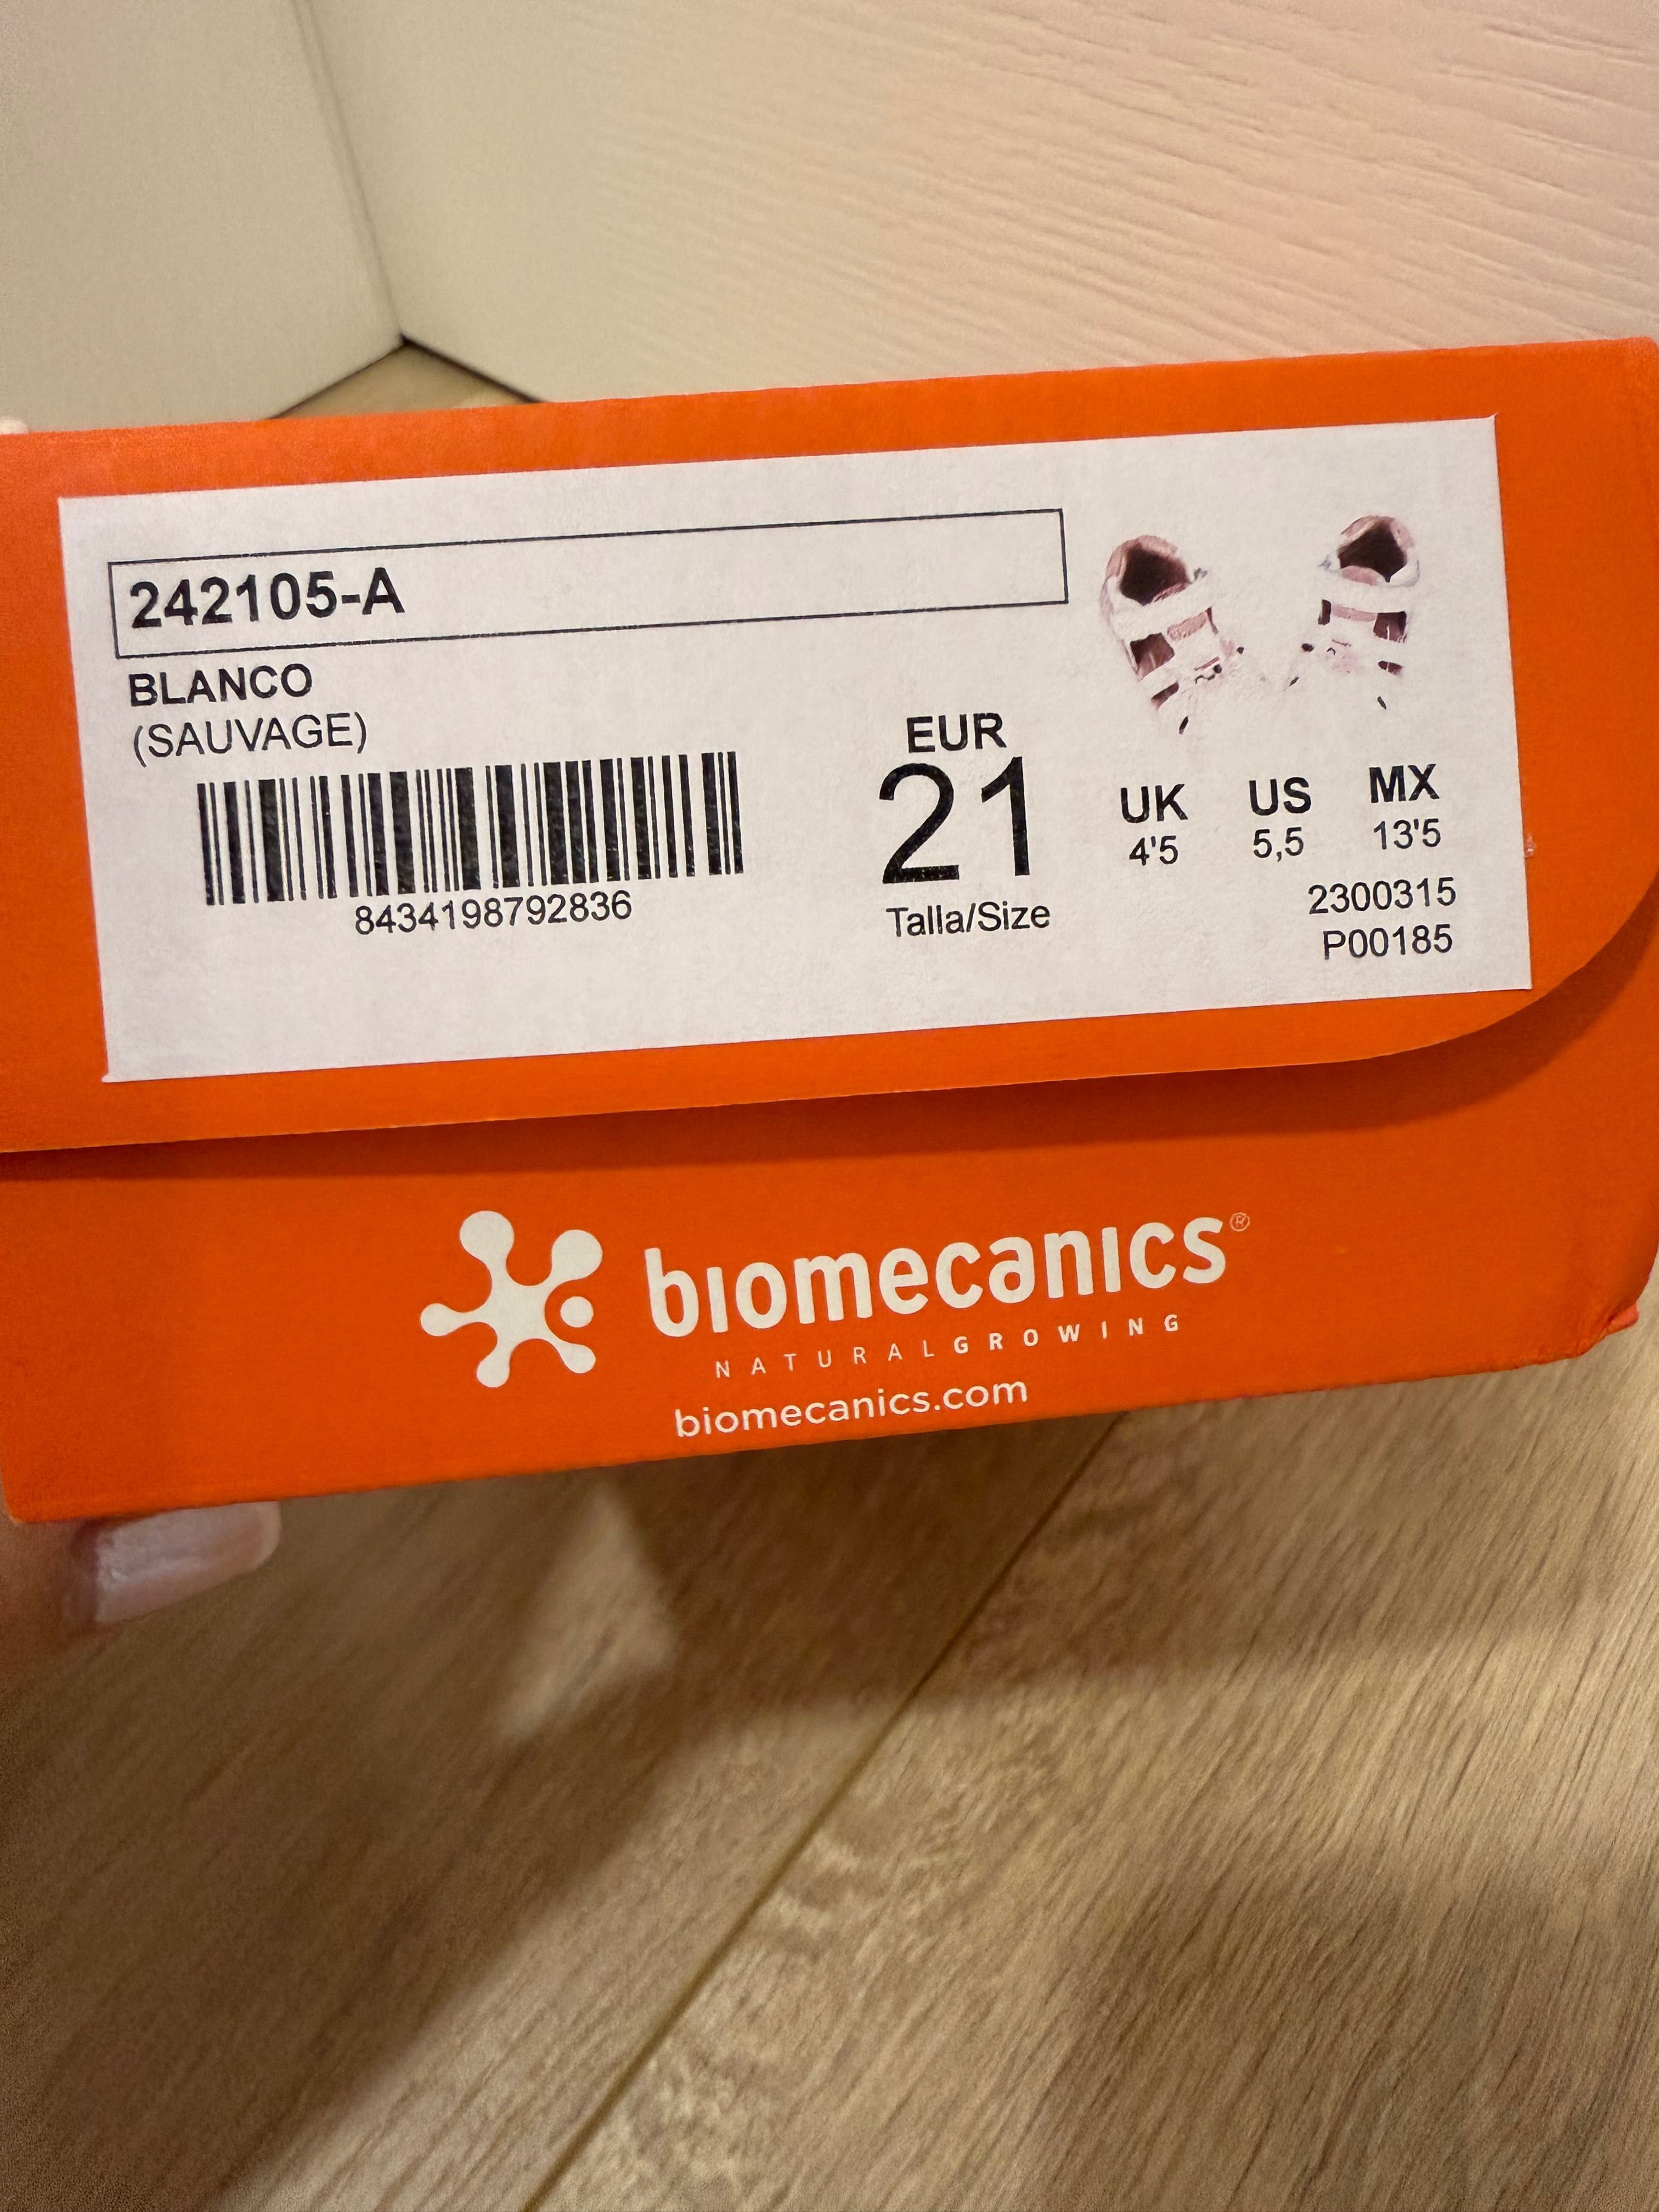 242105-A
BLANCO
(SAUVAGE)
8434198792836
EUR
21
Talla/Size
UK US MX
4'5 5,5 13'5
2300315
P00185
biomecanics®
NATURALGROWING
biomecanics.com